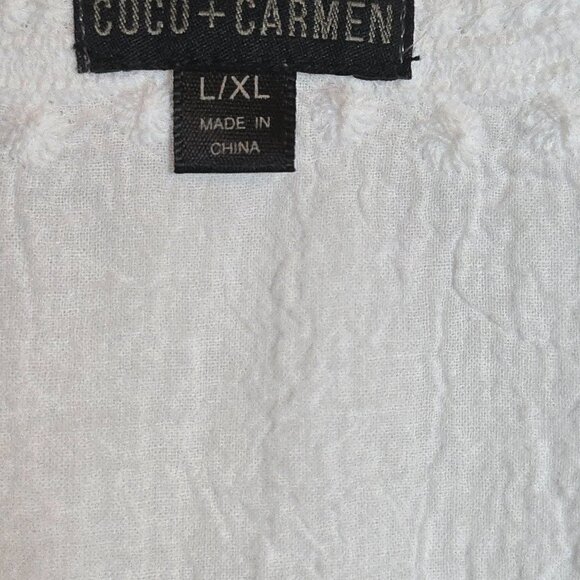 COCO + CARMEN
L/XL
MADE IN
CHINA